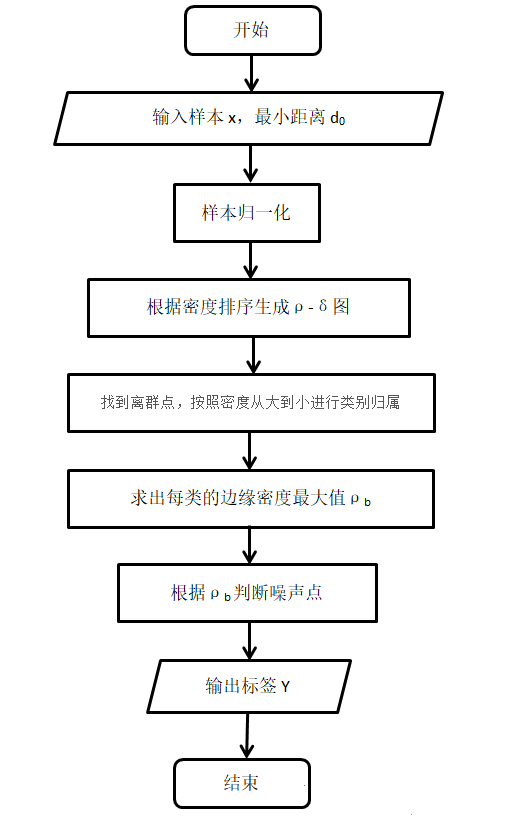 开始
输入样本 x，最小距离 d₀
样本归一化
根据密度排序生成 ρ - δ 图
找到离群点，按照密度从大到小进行类别归属
求出每类的边缘密度最大值 ρ b
根据 ρ b 判断噪声点
输出标签 Y
结束